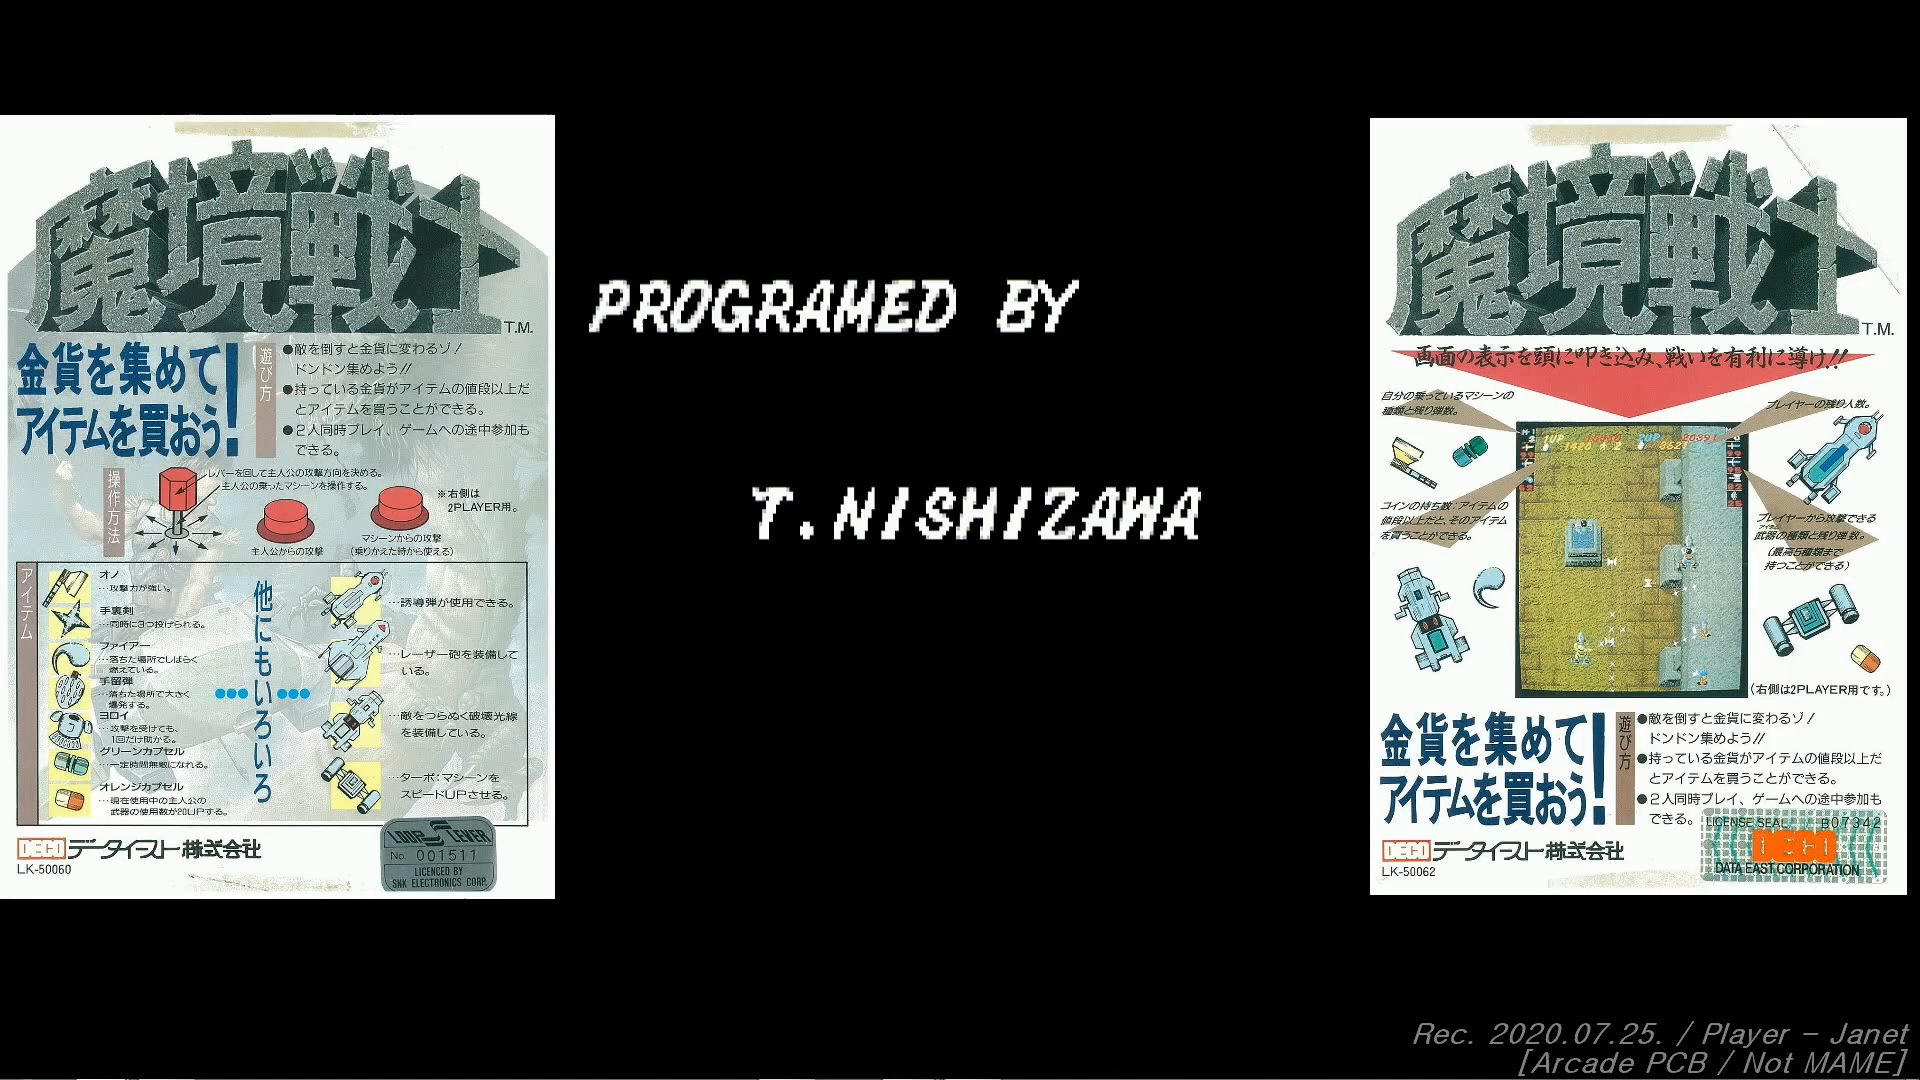 魔境戦士
T.M.
金貨を集めて
アイテムを買おう!
遊び方
●敵を倒すと金貨に変わるゾ!
ドンドン集めよう!!
●持っている金貨がアイテムの値段以上だ
とアイテムを買うことができる。
●2人同時プレイ、ゲームへの途中参加も
できる。
操作方法
レバーを回して主人公の攻撃方向を決める。
主人公の乗ったマシーンを操作する。
※右側は
2PLAYER用。
主人公からの攻撃
マシーンからの攻撃
(乗りかえた時から使える)
アイテム
オノ
…攻撃力が強い。
手裏剣
…同時に3つ投げられる。
ファイアー
…落ちた場所でしばらく
燃えている。
手留弾
…落ちた場所で大きく
爆発する。
ヨロイ
…攻撃を受けても、
1回だけ助かる。
グリーンカプセル
…一定時間無敵になれる。
オレンジカプセル
…現在使用中の主人公の
武器の使用数が20UPする。
他にもいろいろ
…誘導弾が使用できる。
…レーザー砲を装備して
いる。
…敵をつらぬく破壊光線
を装備している。
…ターボ:マシーンを
スピードUPさせる。
DECO データイースト株式会社
LK-50060
LOOP LEVER
No. 001511
LICENCED BY
SNK ELECTRONICS CORP.
PROGRAMED BY
T.NISHIZAWA
魔境戦士
T.M.
画面の表示を頭に叩き込み、戦いを有利に導け!!
自分の乗っているマシーンの
種類と残り弾数。
プレイヤーの残り人数。
コインの持ち数:アイテムの
値段以上だと、そのアイテム
を買うことができる。
プレイヤーから攻撃できる
武器の種類と残り弾数。
アイテム
(最高5種類まで
持つことができる)
1UP
2UP
(右側は2PLAYER用です。)
金貨を集めて
アイテムを買おう!
遊び方
●敵を倒すと金貨に変わるゾ!
ドンドン集めよう!!
●持っている金貨がアイテムの値段以上だ
とアイテムを買うことができる。
●2人同時プレイ、ゲームへの途中参加も
できる。
LICENSE SEAL B07342
DECO
DATA EAST CORPORATION
DECO データイースト株式会社
LK-50062
Rec. 2020.07.25. / Player - Janet
[Arcade PCB / Not MAME]